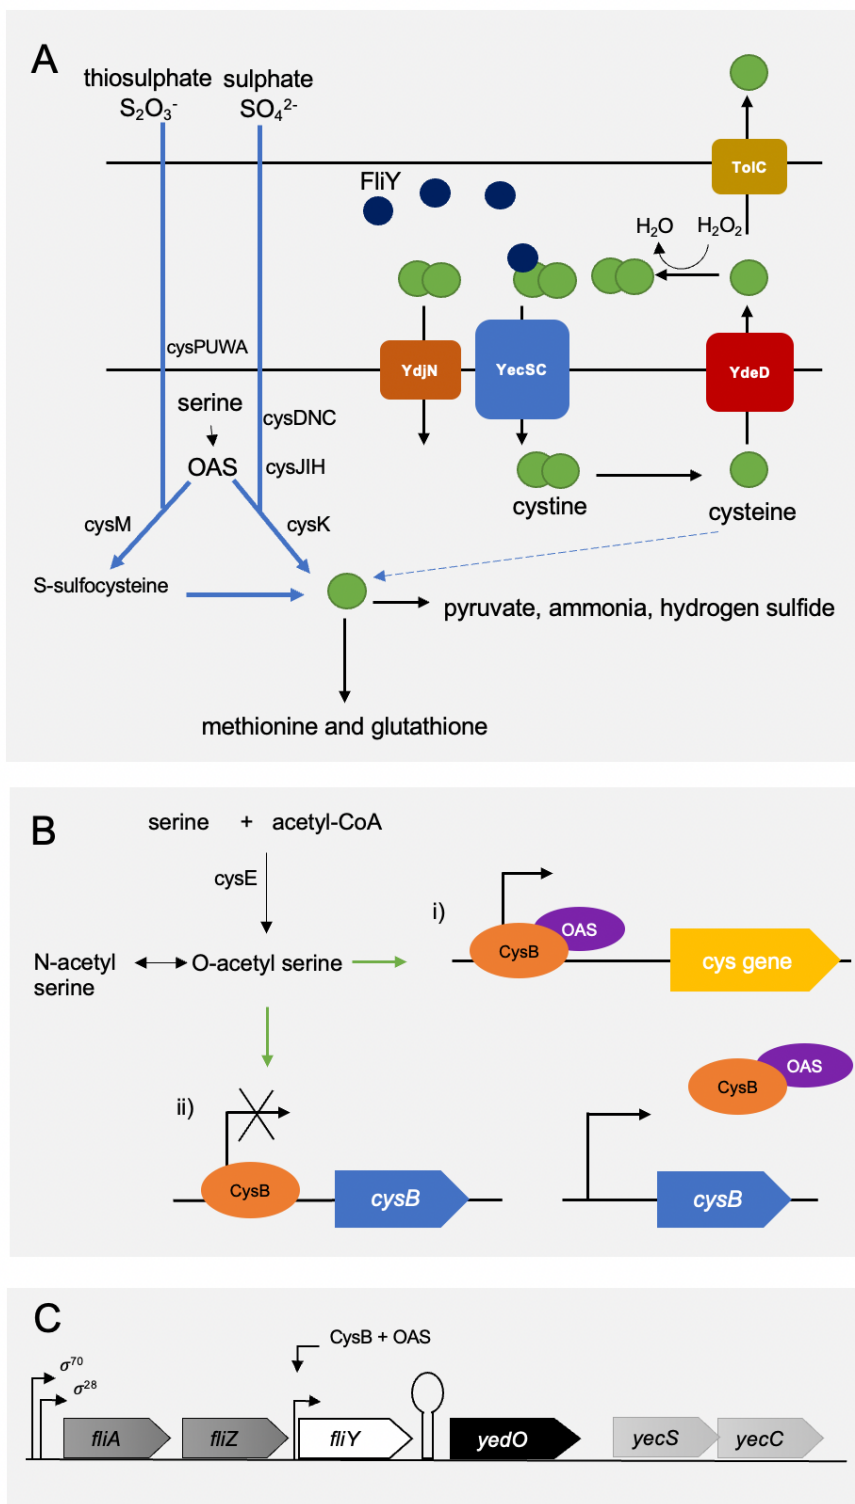 A
thiosulphate sulphate
S₂O₃⁻ SO₄²⁻
TolC
FliY
H₂O H₂O₂
cysPUWA
YdjN YecSC YdeD
serine
cysDNC
OAS cysJIH
cystine cysteine
cysM cysK
S-sulfocysteine
pyruvate, ammonia, hydrogen sulfide
methionine and glutathione
B
serine + acetyl-CoA
cysE
i)
OAS
CysB
N-acetyl
serine
O-acetyl serine
cys gene
OAS
CysB
ii)
CysB
cysB cysB
C
CysB + OAS
σ⁷⁰
σ²⁸
fliA fliZ fliY yedO yecS yecC